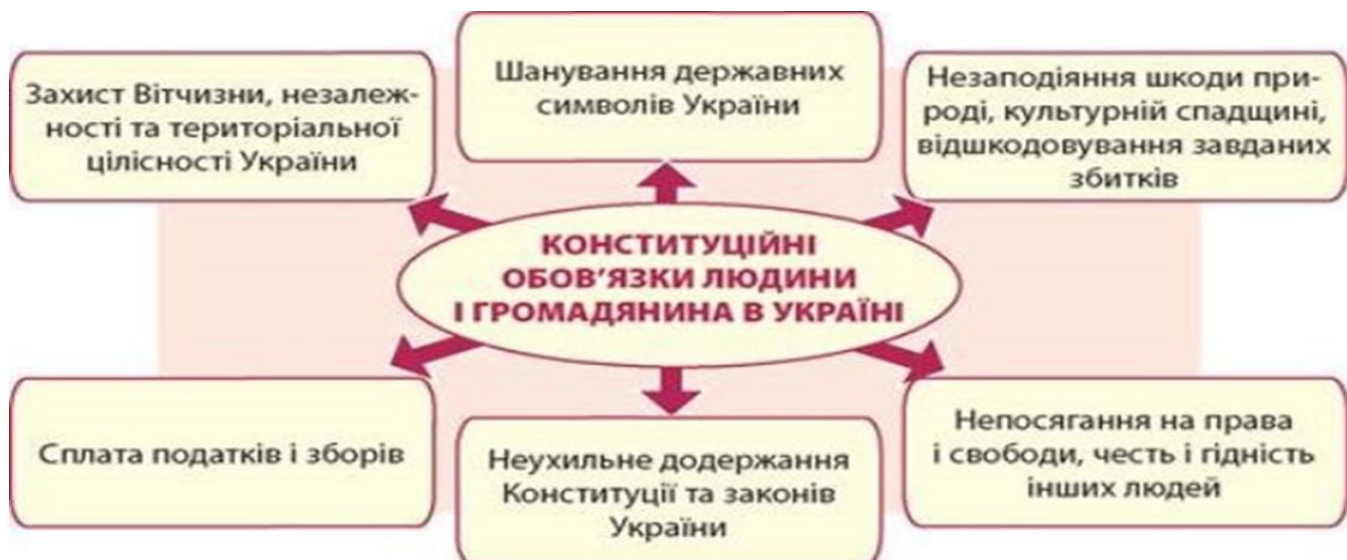 Захист Вітчизни, незалеж-
ності та територіальної
цілісності України
Шанування державних
символів України
Незаподіяння шкоди при-
роді, культурній спадщині,
відшкодовування завданих
збитків
КОНСТИТУЦІЙНІ
ОБОВ’ЯЗКИ ЛЮДИНИ
І ГРОМАДЯНИНА В УКРАЇНІ
Сплата податків і зборів
Неухильне додержання
Конституції та законів
України
Непосягання на права
і свободи, честь і гідність
інших людей